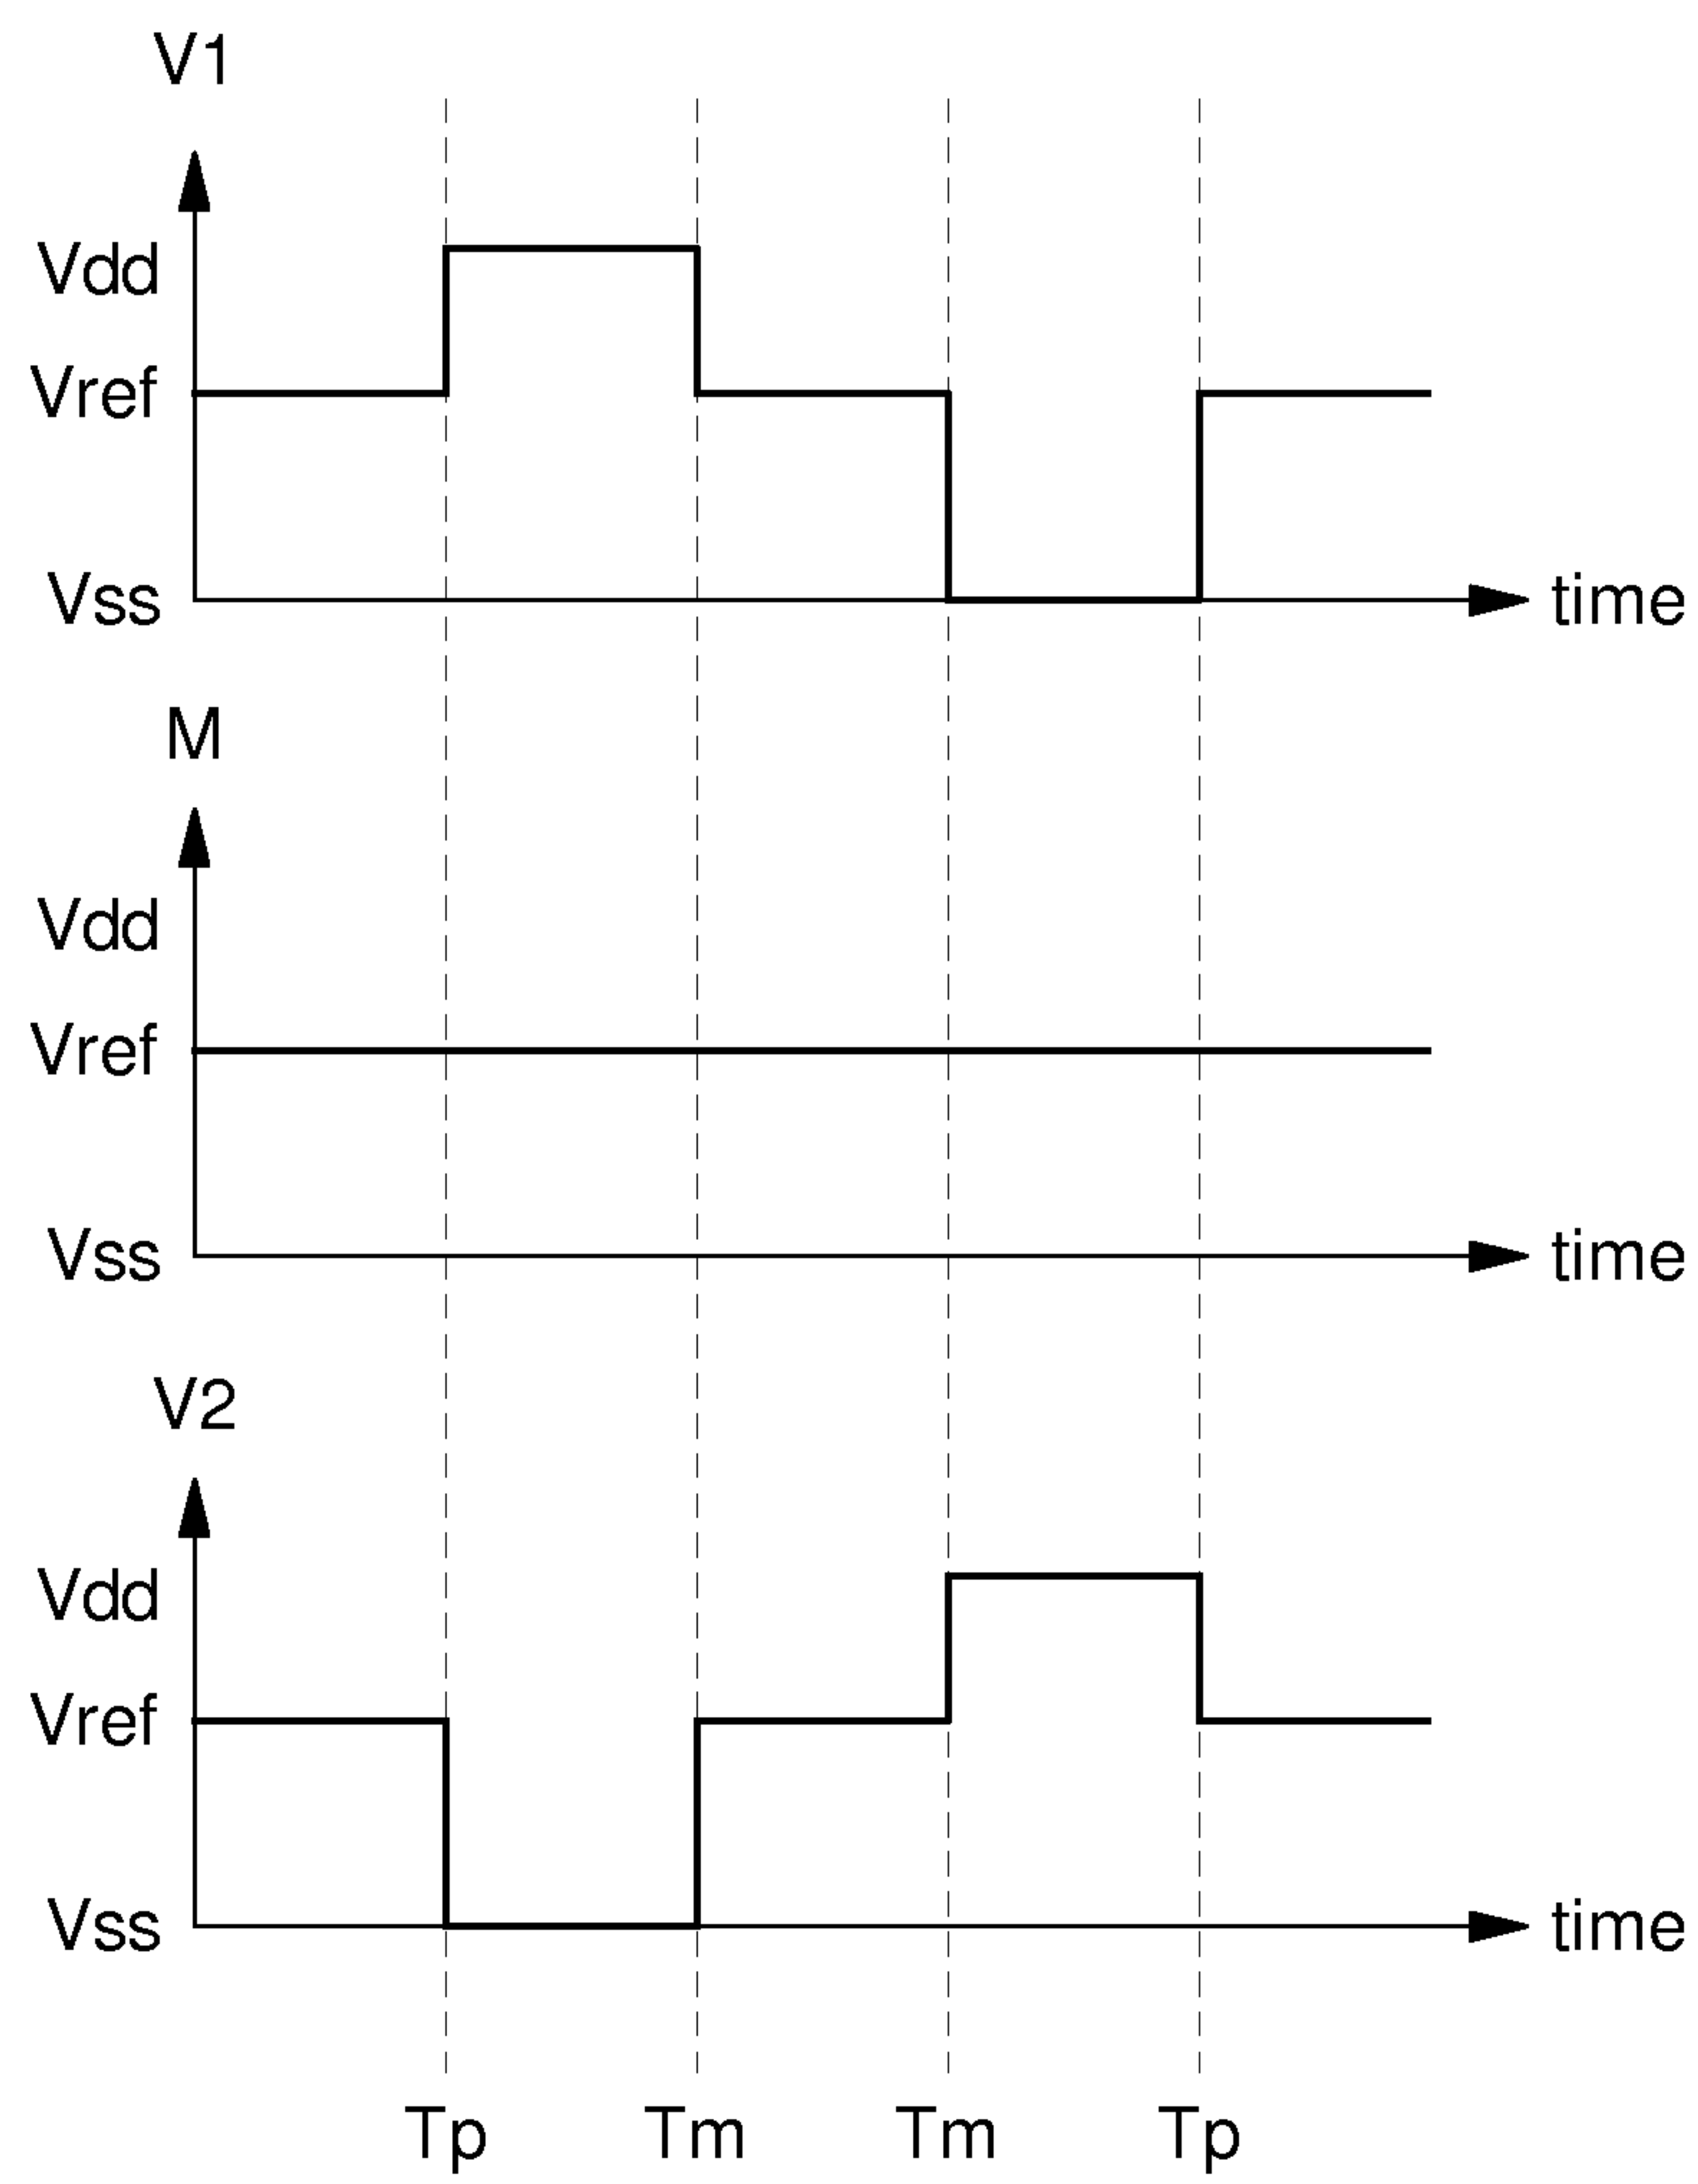 V1
Vdd
Vref
Vss
time
M
Vdd
Vref
Vss
time
V2
Vdd
Vref
Vss
time
Tp Tm Tm Tp